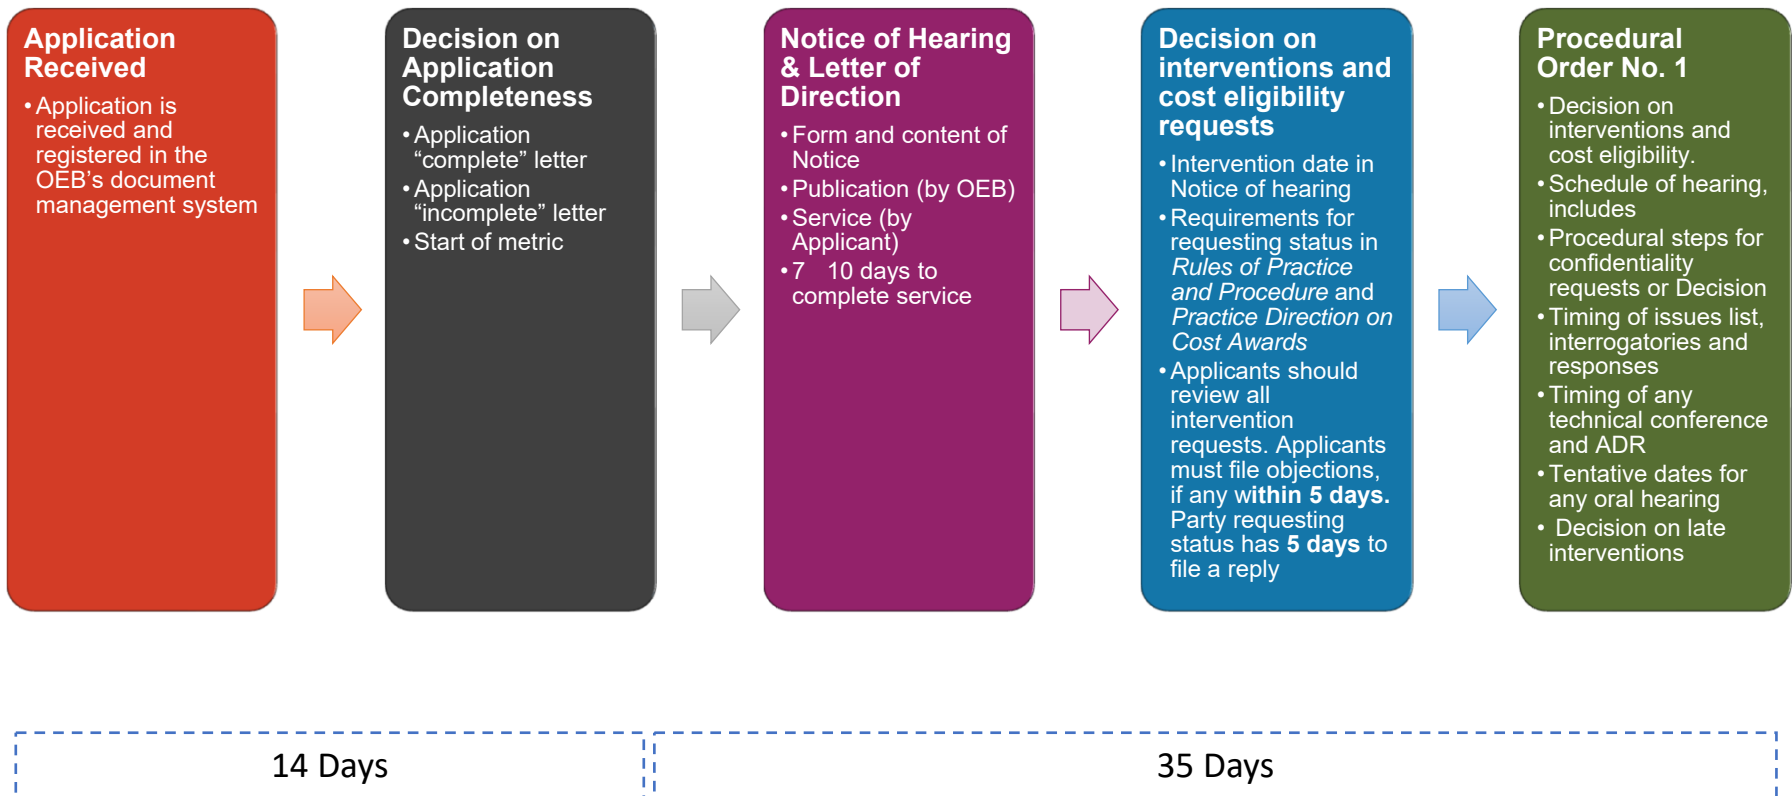 Application
Received
• Application is
received and
registered in the
OEB’s document
management system
Decision on
Application
Completeness
• Application
“complete” letter
• Application
“incomplete” letter
• Start of metric
Notice of Hearing
& Letter of
Direction
• Form and content of
Notice
• Publication (by OEB)
• Service (by
Applicant)
• 7 10 days to
complete service
Decision on
interventions and
cost eligibility
requests
• Intervention date in
Notice of hearing
• Requirements for
requesting status in
Rules of Practice
and Procedure and
Practice Direction on
Cost Awards
• Applicants should
review all
intervention
requests. Applicants
must file objections,
if any within 5 days.
Party requesting
status has 5 days to
file a reply
Procedural
Order No. 1
• Decision on
interventions and
cost eligibility.
• Schedule of hearing,
includes
• Procedural steps for
confidentiality
requests or Decision
• Timing of issues list,
interrogatories and
responses
• Timing of any
technical conference
and ADR
• Tentative dates for
any oral hearing
• Decision on late
interventions
14 Days
35 Days